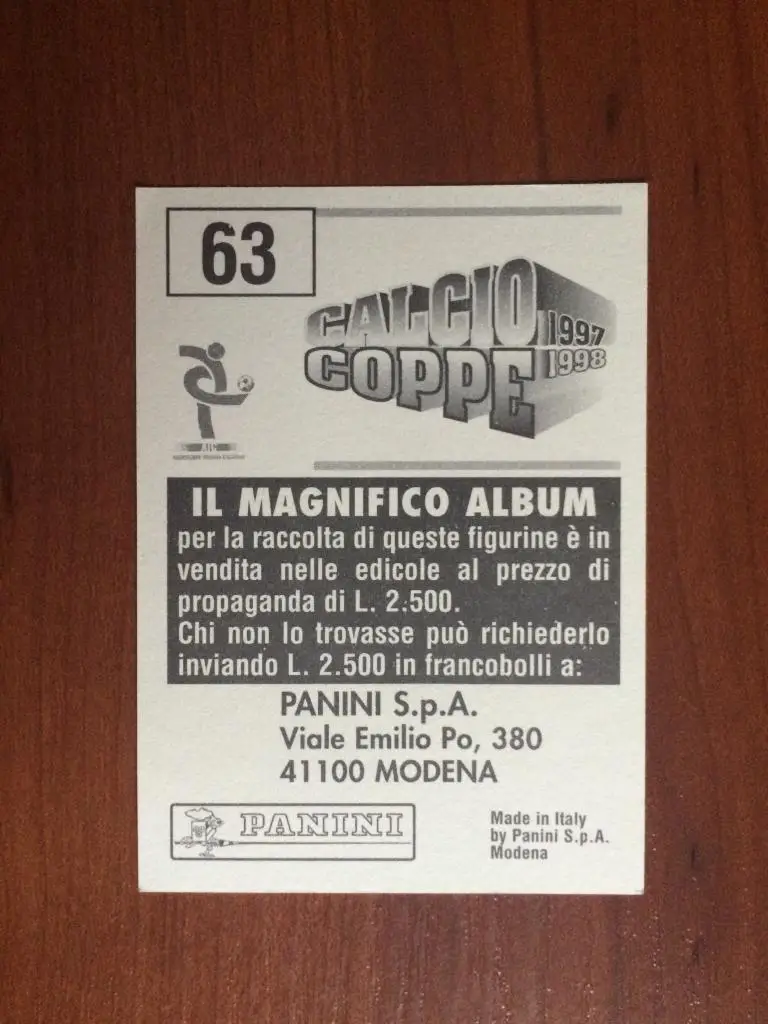 63
CALCIO
COPPE
1997
1998
AIC
IL MAGNIFICO ALBUM
per la raccolta di queste figurine è in
vendita nelle edicole al prezzo di
propaganda di L. 2.500.
Chi non lo trovasse può richiederlo
inviando L. 2.500 in francobolli a:
PANINI S.p.A.
Viale Emilio Po, 380
41100 MODENA
PANINI
Made in Italy
by Panini S.p.A.
Modena